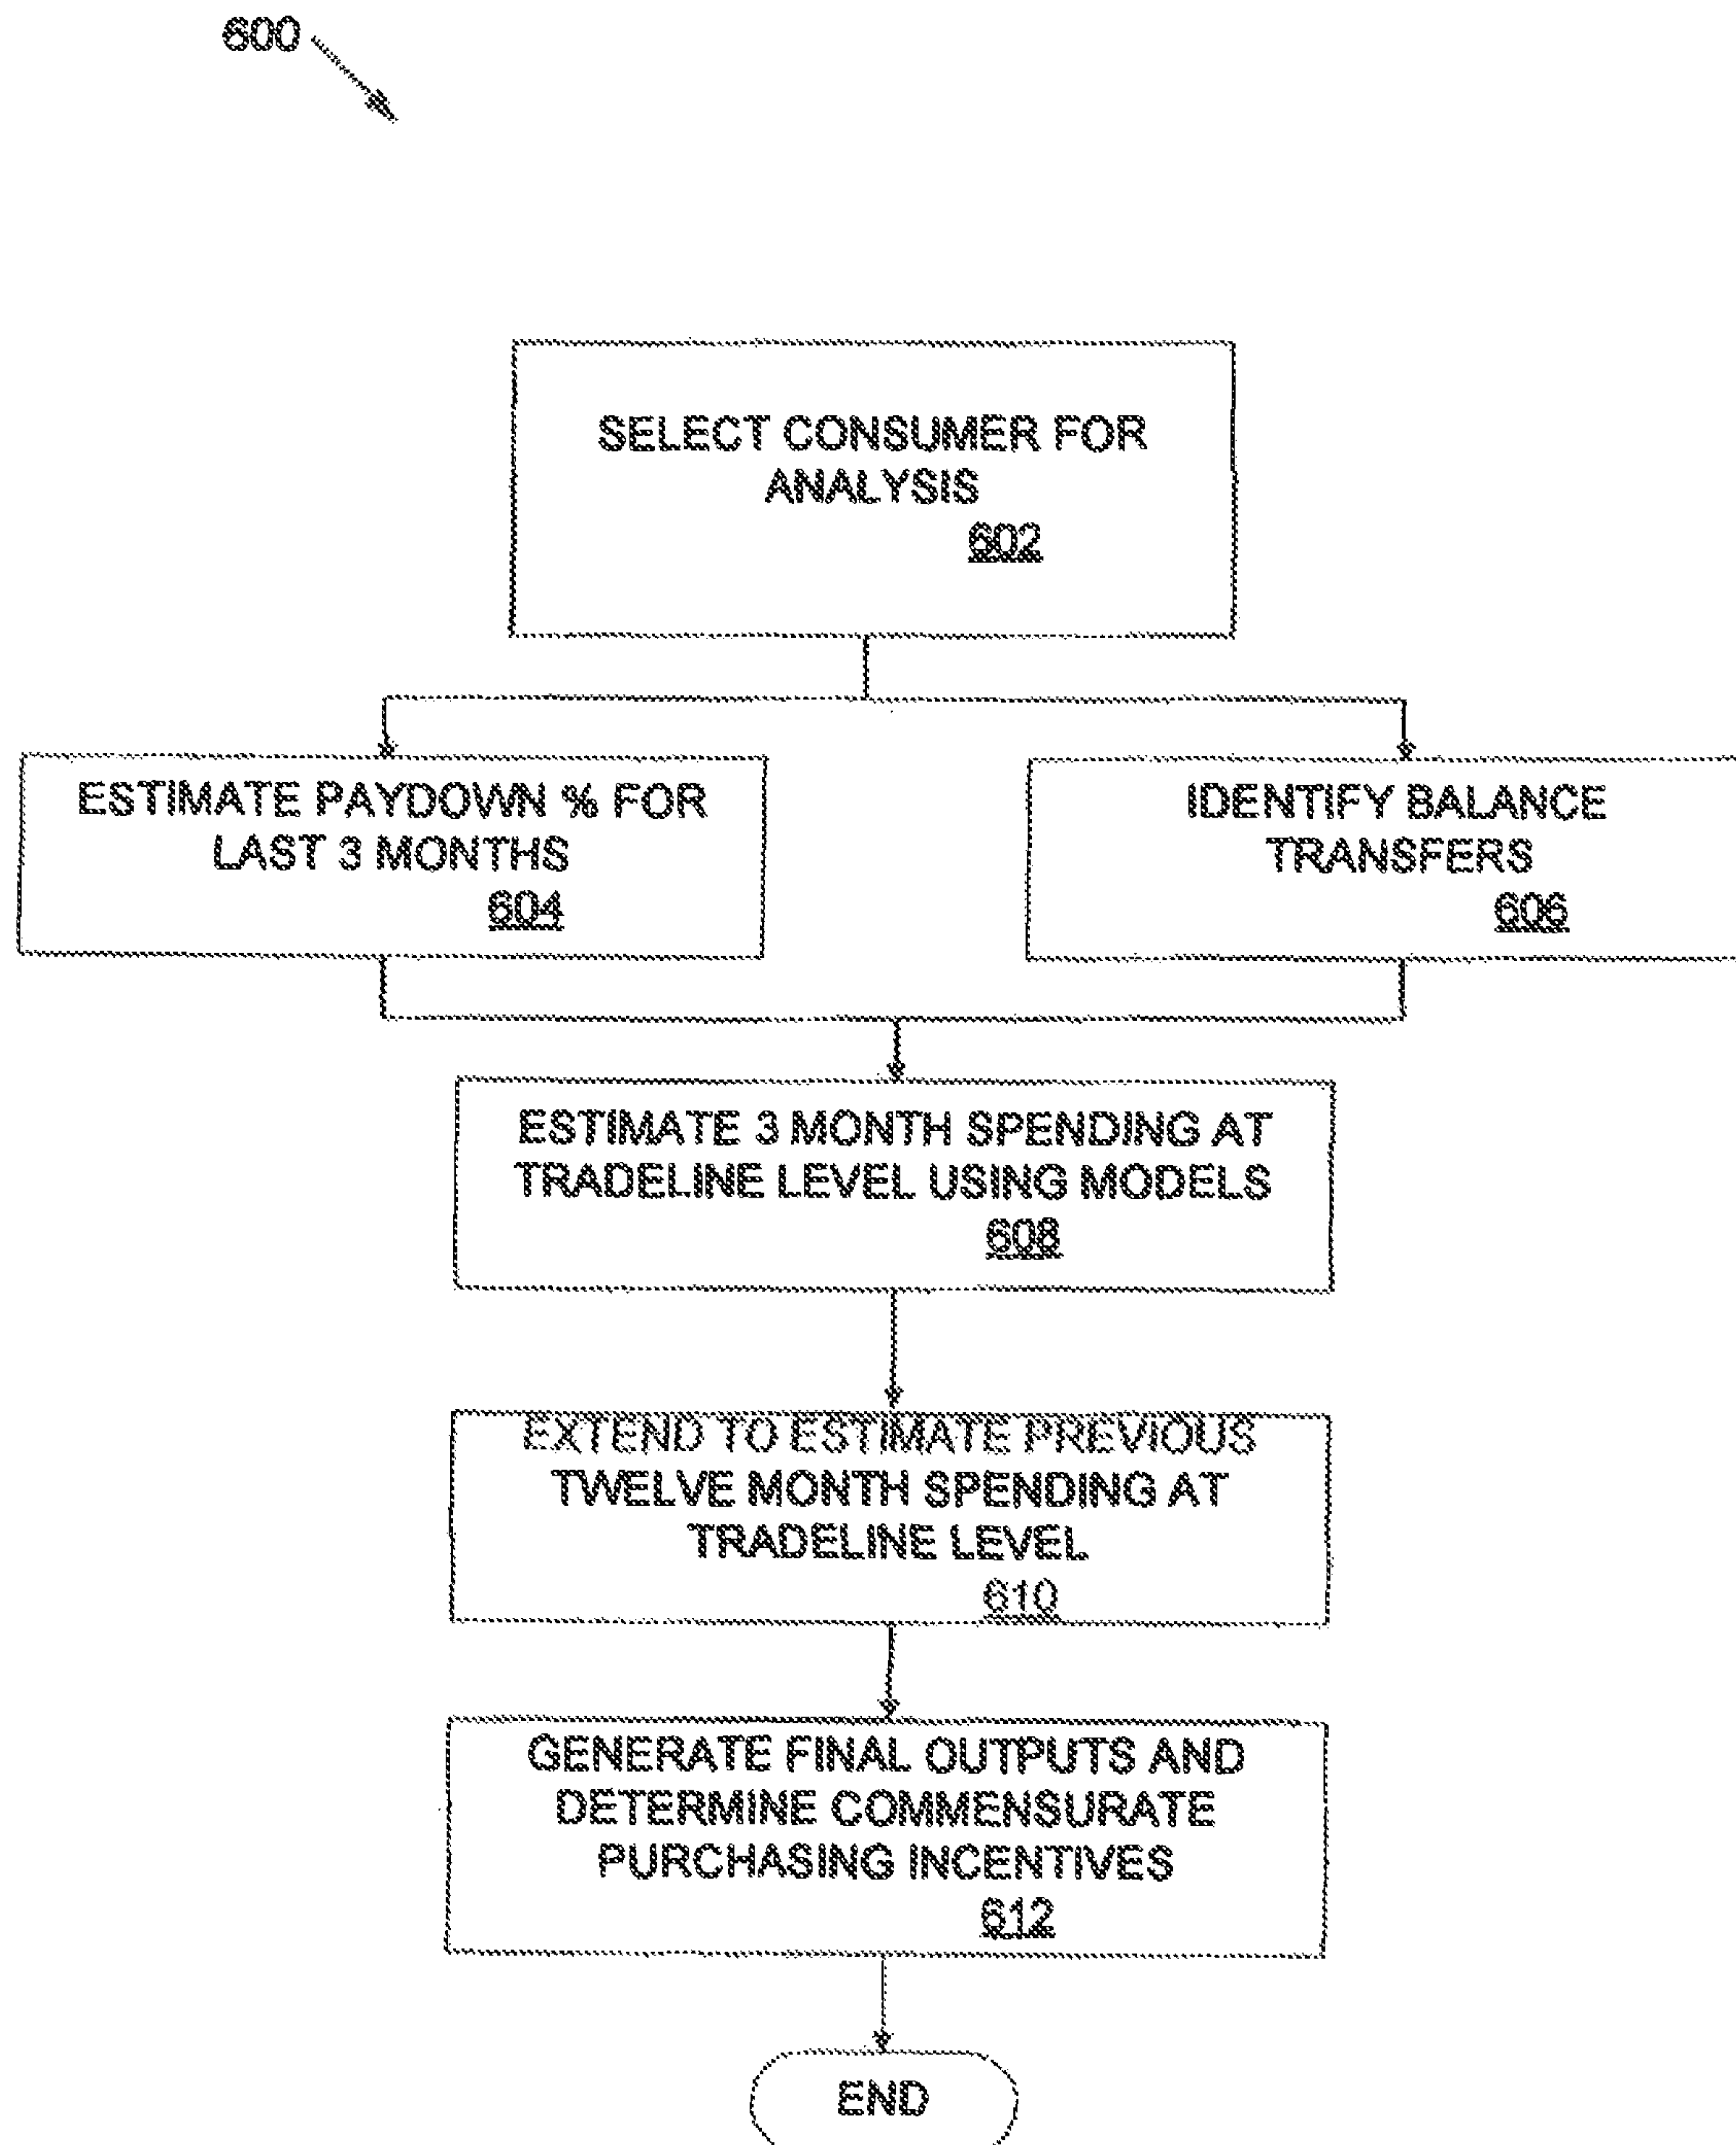 600
SELECT CONSUMER FOR
ANALYSIS
602
ESTIMATE PAYDOWN % FOR
LAST 3 MONTHS
604
IDENTIFY BALANCE
TRANSFERS
606
ESTIMATE 3 MONTH SPENDING AT
TRADELINE LEVEL USING MODELS
608
EXTEND TO ESTIMATE PREVIOUS
TWELVE MONTH SPENDING AT
TRADELINE LEVEL
610
GENERATE FINAL OUTPUTS AND
DETERMINE COMMENSURATE
PURCHASING INCENTIVES
612
END